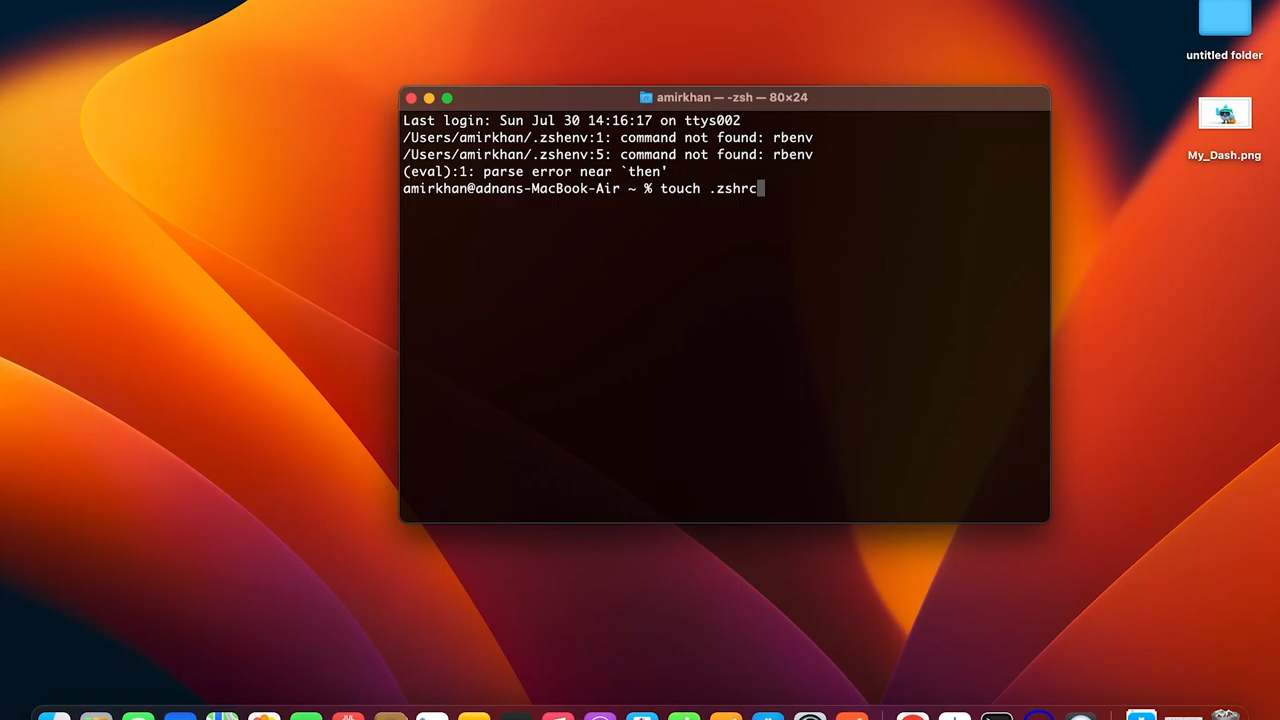 amirkhan — -zsh — 80×24
Last login: Sun Jul 30 14:16:17 on ttys002
/Users/amirkhan/.zshenv:1: command not found: rbenv
/Users/amirkhan/.zshenv:5: command not found: rbenv
(eval):1: parse error near `then'
amirkhan@adnans-MacBook-Air ~ % touch .zshrc
untitled folder
My_Dash.png